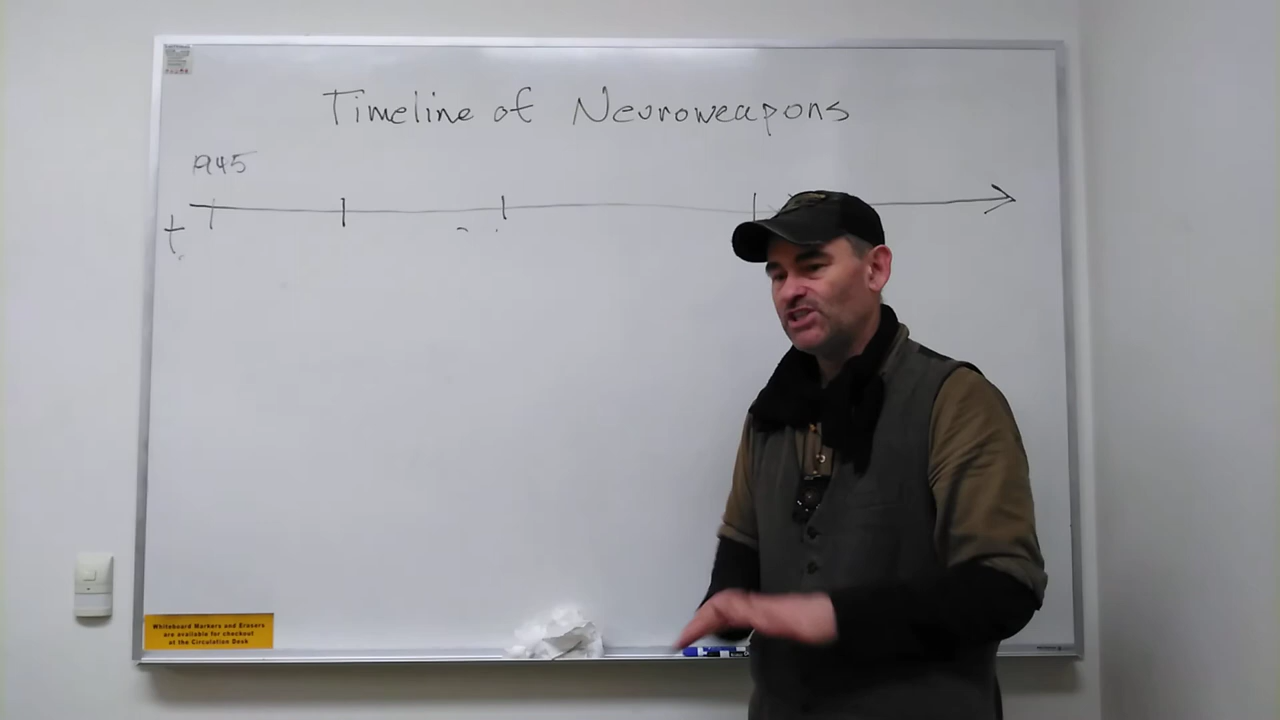 Timeline of Neuroweapons
1945
t
Whiteboard Markers and Erasers
are available for checkout
at the Circulation Desk